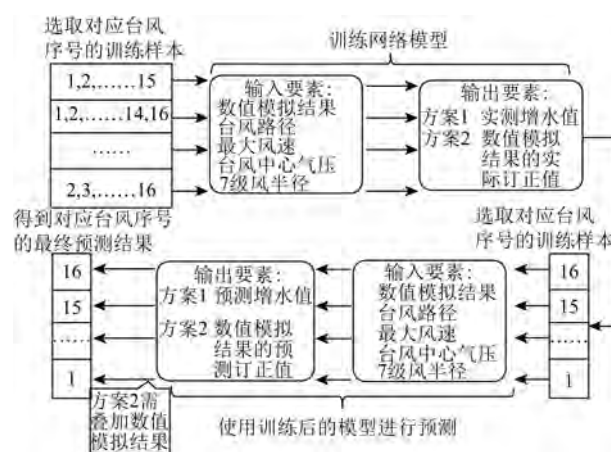 选取对应台风
序号的训练样本
1,2,……15
1,2,……14,16
……
2,3,……16
训练网络模型
输入要素:
数值模拟结果
台风路径
最大风速
台风中心气压
7级风半径
输出要素:
方案1 实测增水值
方案2 数值模拟
结果的实
际订正值
选取对应台风
序号的训练样本
16
15
……
1
输入要素:
数值模拟结果
台风路径
最大风速
台风中心气压
7级风半径
输出要素:
方案1 预测增水值
方案2 数值模拟
结果的预
测订正值
得到对应台风序号
的最终预测结果
16
15
……
1
方案2需
叠加数值
模拟结果
使用训练后的模型进行预测